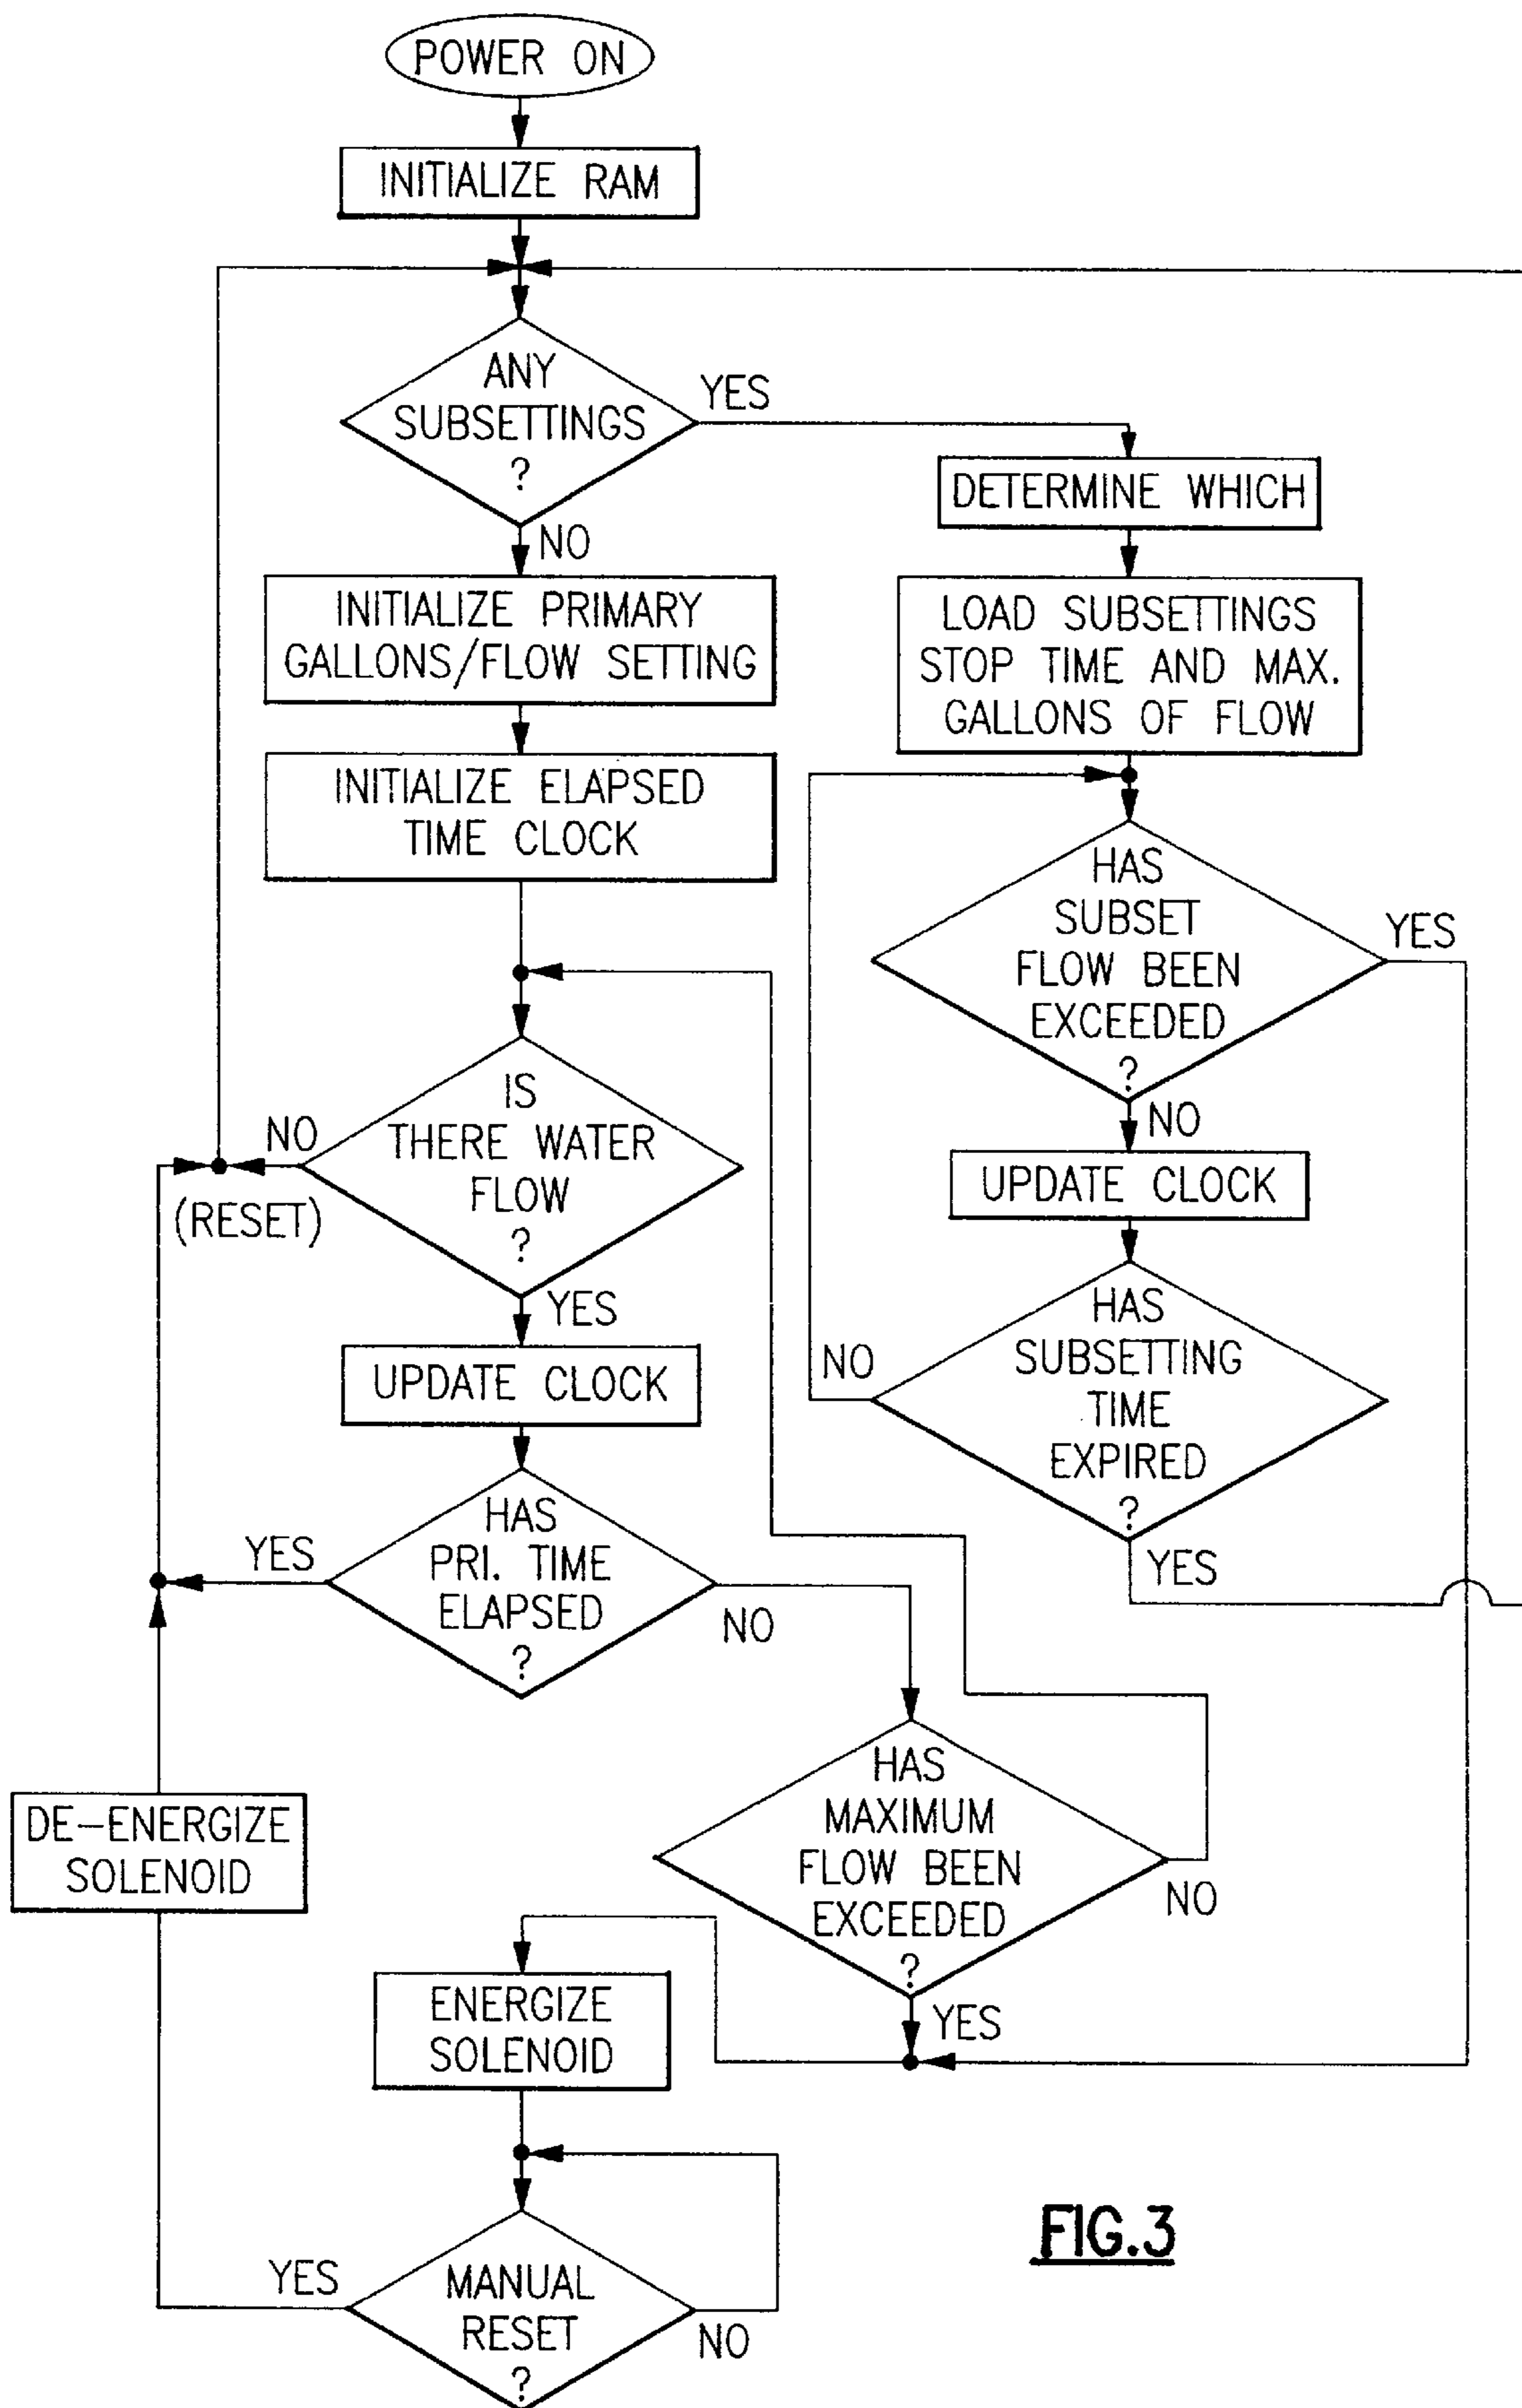 POWER ON
INITIALIZE RAM
ANY
SUBSETTINGS
?
YES
NO
DETERMINE WHICH
INITIALIZE PRIMARY
GALLONS/FLOW SETTING
LOAD SUBSETTINGS
STOP TIME AND MAX.
GALLONS OF FLOW
INITIALIZE ELAPSED
TIME CLOCK
HAS
SUBSET
FLOW BEEN
EXCEEDED
?
YES
NO
IS
THERE WATER
FLOW
?
NO
(RESET)
YES
UPDATE CLOCK
UPDATE CLOCK
HAS
SUBSETTING
TIME
EXPIRED
?
NO
YES
HAS
PRI. TIME
ELAPSED
?
YES
NO
HAS
MAXIMUM
FLOW BEEN
EXCEEDED
?
NO
YES
DE-ENERGIZE
SOLENOID
ENERGIZE
SOLENOID
MANUAL
RESET
?
YES
NO
FIG.3